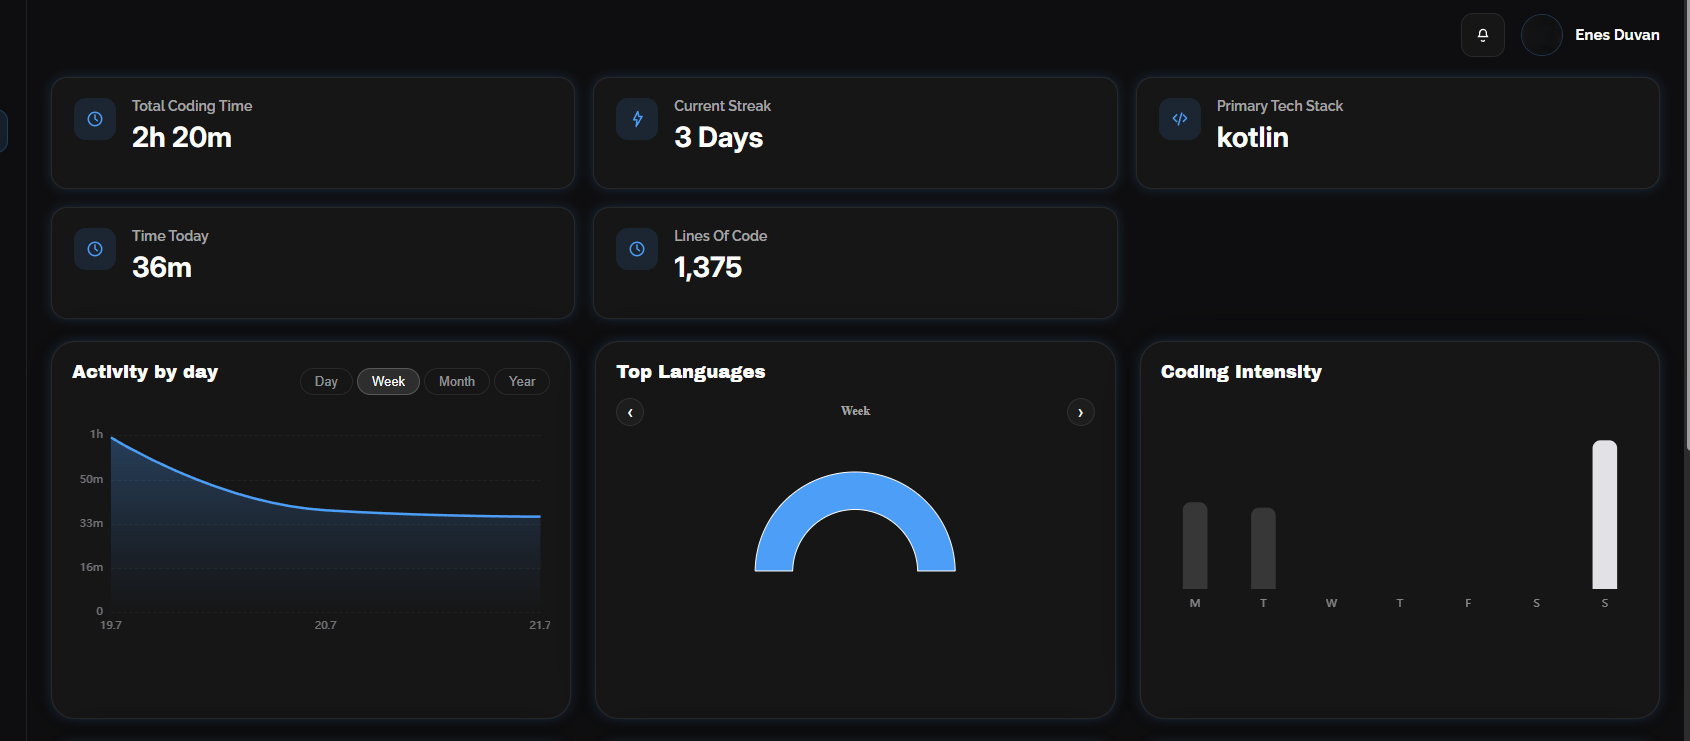 Enes Duvan
Total Coding Time
2h 20m
Current Streak
3 Days
Primary Tech Stack
kotlin
Time Today
36m
Lines Of Code
1,375
Activity by day
Day Week Month Year
1h
50m
33m
16m
0
19.7 20.7 21.7
Top Languages
Week
Coding Intensity
M T W T F S S